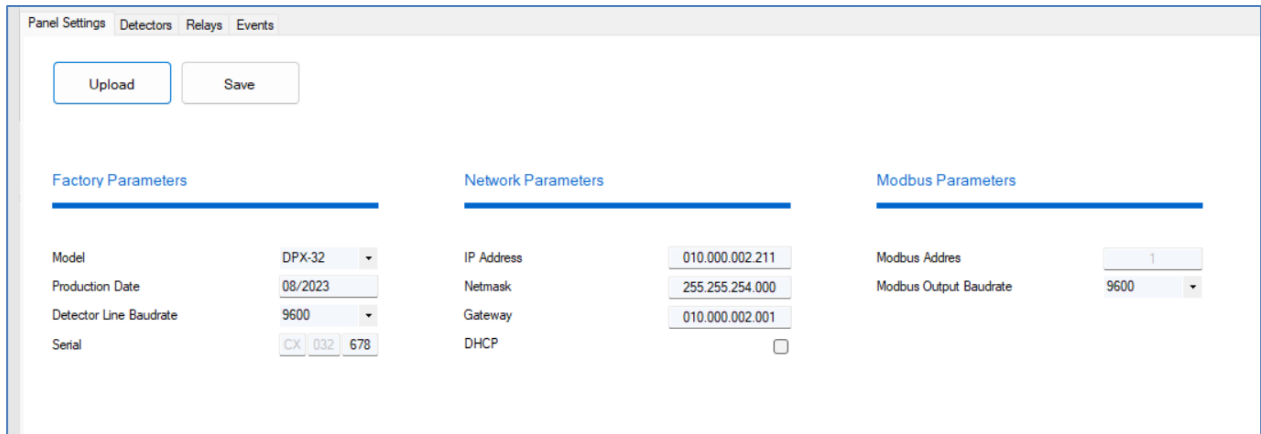 Panel Settings Detectors Relays Events
Upload Save
Factory Parameters
Model DPX-32
Production Date 08/2023
Detector Line Baudrate 9600
Serial CX 032 678
Network Parameters
IP Address 010.000.002.211
Netmask 255.255.254.000
Gateway 010.000.002.001
DHCP
Modbus Parameters
Modbus Addres 1
Modbus Output Baudrate 9600